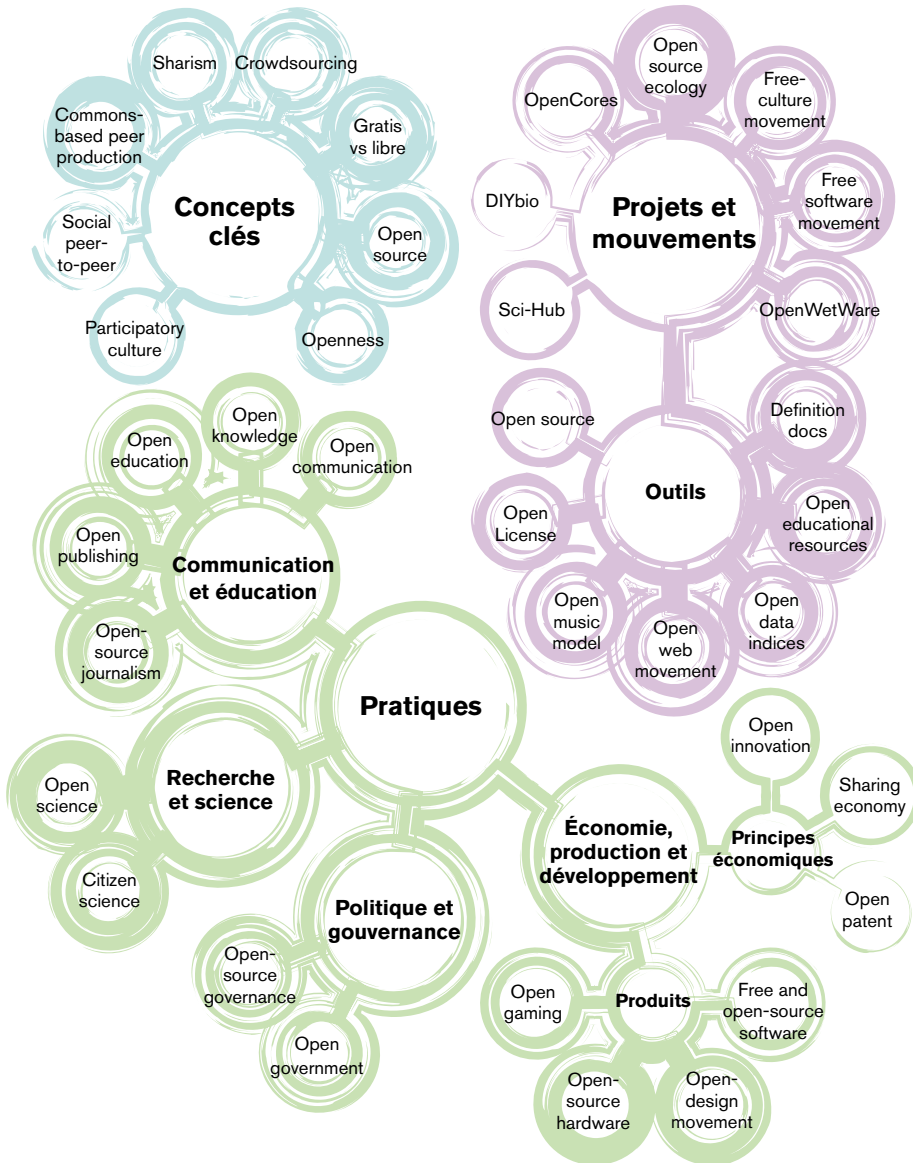 Sharism
Crowdsourcing
Commons-
based peer
production
Gratis
vs libre
Concepts
clés
Social
peer-
to-peer
Open
source
Participatory
culture
Openness
Open
source
ecology
OpenCores
Free-
culture
movement
DIYbio
Projets et
mouvements
Free
software
movement
Sci-Hub
OpenWetWare
Open source
Definition
docs
Outils
Open
License
Open
educational
resources
Open
music
model
Open
web
movement
Open
data
indices
Open
knowledge
Open
education
Open
communication
Open
publishing
Communication
et éducation
Open-
source
journalism
Pratiques
Recherche
et science
Open
science
Citizen
science
Politique et
gouvernance
Open-
source
governance
Open
government
Économie,
production et
développement
Open
innovation
Sharing
economy
Principes
économiques
Open
patent
Produits
Open
gaming
Free and
open-source
software
Open-
source
hardware
Open-
design
movement